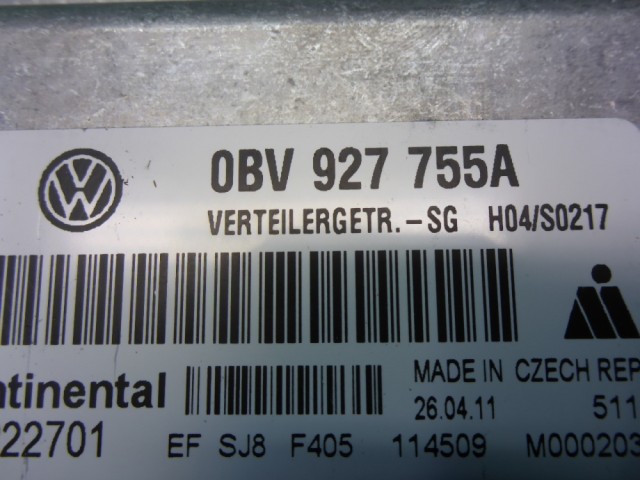 0BV 927 755A
VERTEILERGETR.-SG H04/S0217
ntinental MADE IN CZECH REP
26.04.11 511
22701 EF SJ8 F405 114509 M000203